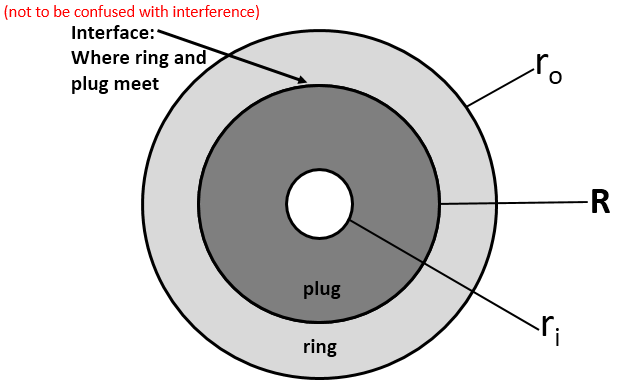 (not to be confused with interference)
Interface:
Where ring and
plug meet
rₒ
R
plug
rᵢ
ring